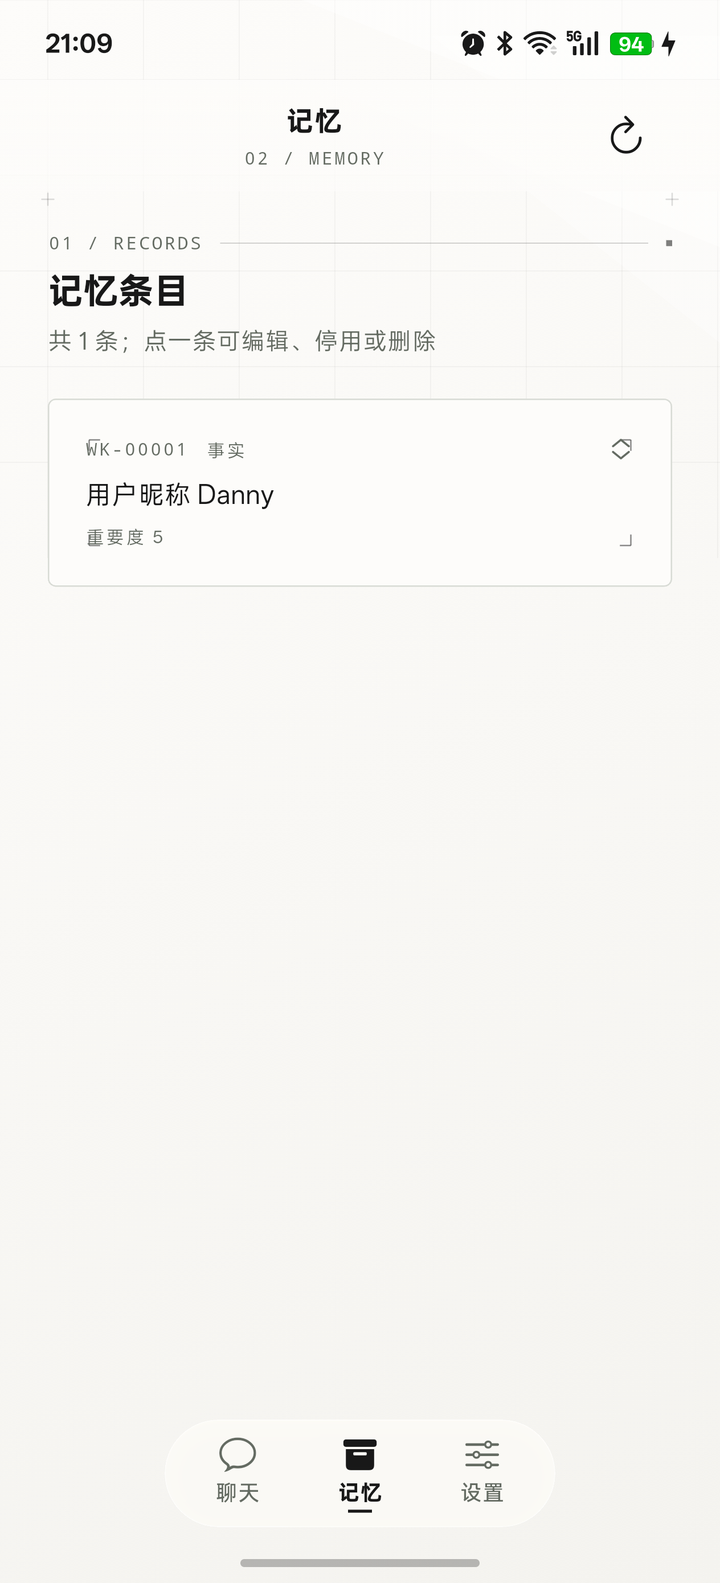 21:09
5G
94
记忆
02 / MEMORY
01 / RECORDS
记忆条目
共 1 条；点一条可编辑、停用或删除
WK-00001 事实
用户昵称 Danny
重要度 5
聊天
记忆
设置